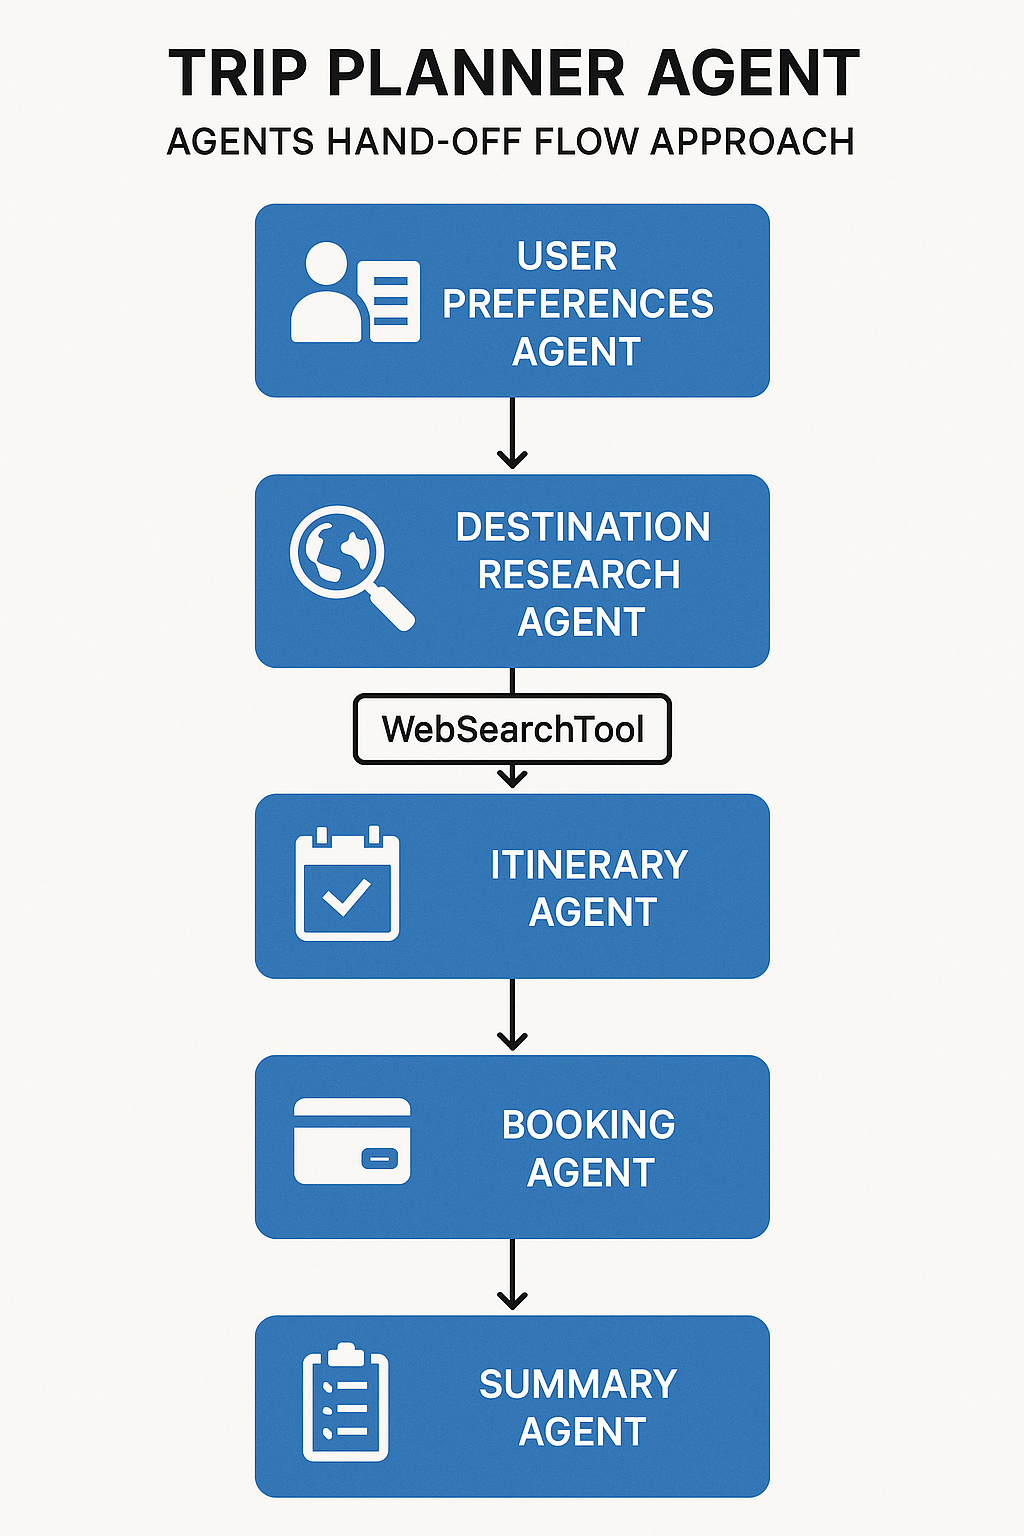 TRIP PLANNER AGENT
AGENTS HAND-OFF FLOW APPROACH
USER
PREFERENCES
AGENT
DESTINATION
RESEARCH
AGENT
WebSearchTool
ITINERARY
AGENT
BOOKING
AGENT
SUMMARY
AGENT